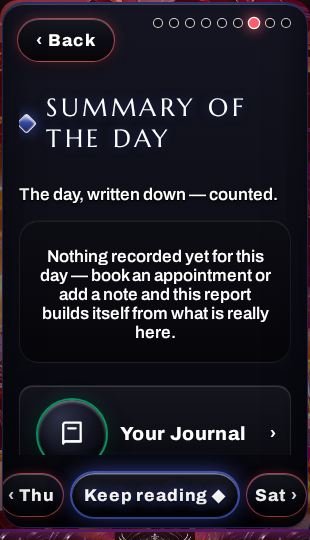 ‹ Back
SUMMARY OF
THE DAY
The day, written down — counted.
Nothing recorded yet for this
day — book an appointment or
add a note and this report
builds itself from what is really
here.
Your Journal ›
‹ Thu
Keep reading ◆
Sat ›